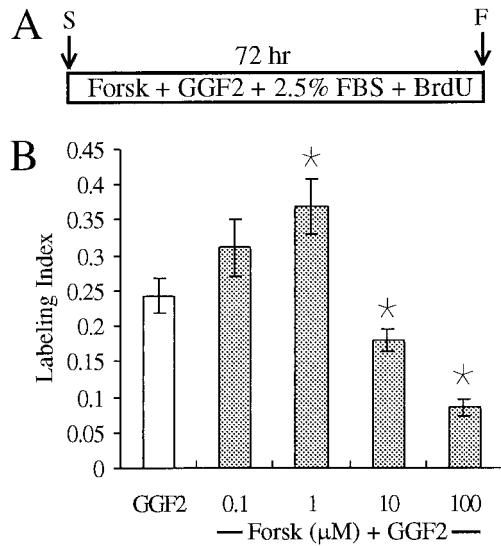 A
S
F
72 hr
Forsk + GGF2 + 2.5% FBS + BrdU
B
Labeling Index
0.45
0.4
0.35
0.3
0.25
0.2
0.15
0.1
0.05
0
GGF2 0.1 1 10 100
Forsk (µM) + GGF2